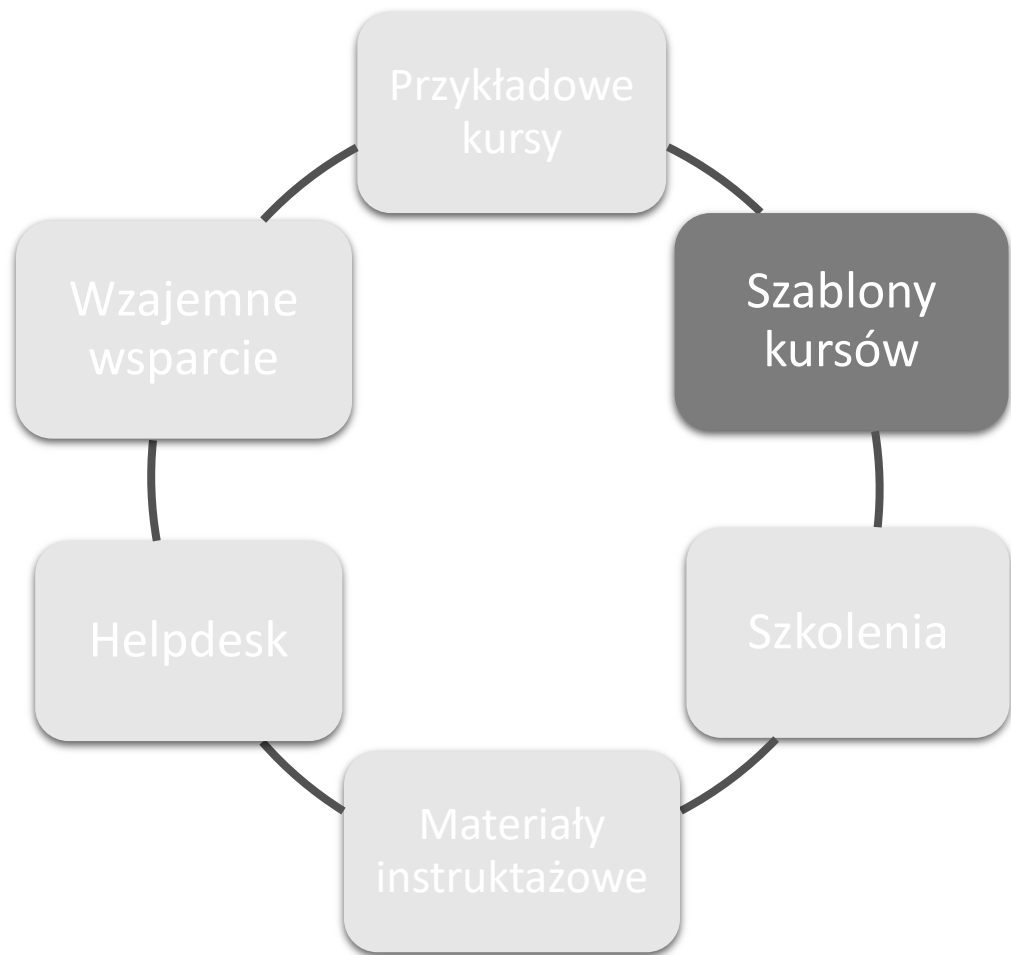 Przykładowe
kursy
Szablony
kursów
Szkolenia
Materiały
instruktażowe
Helpdesk
Wzajemne
wsparcie